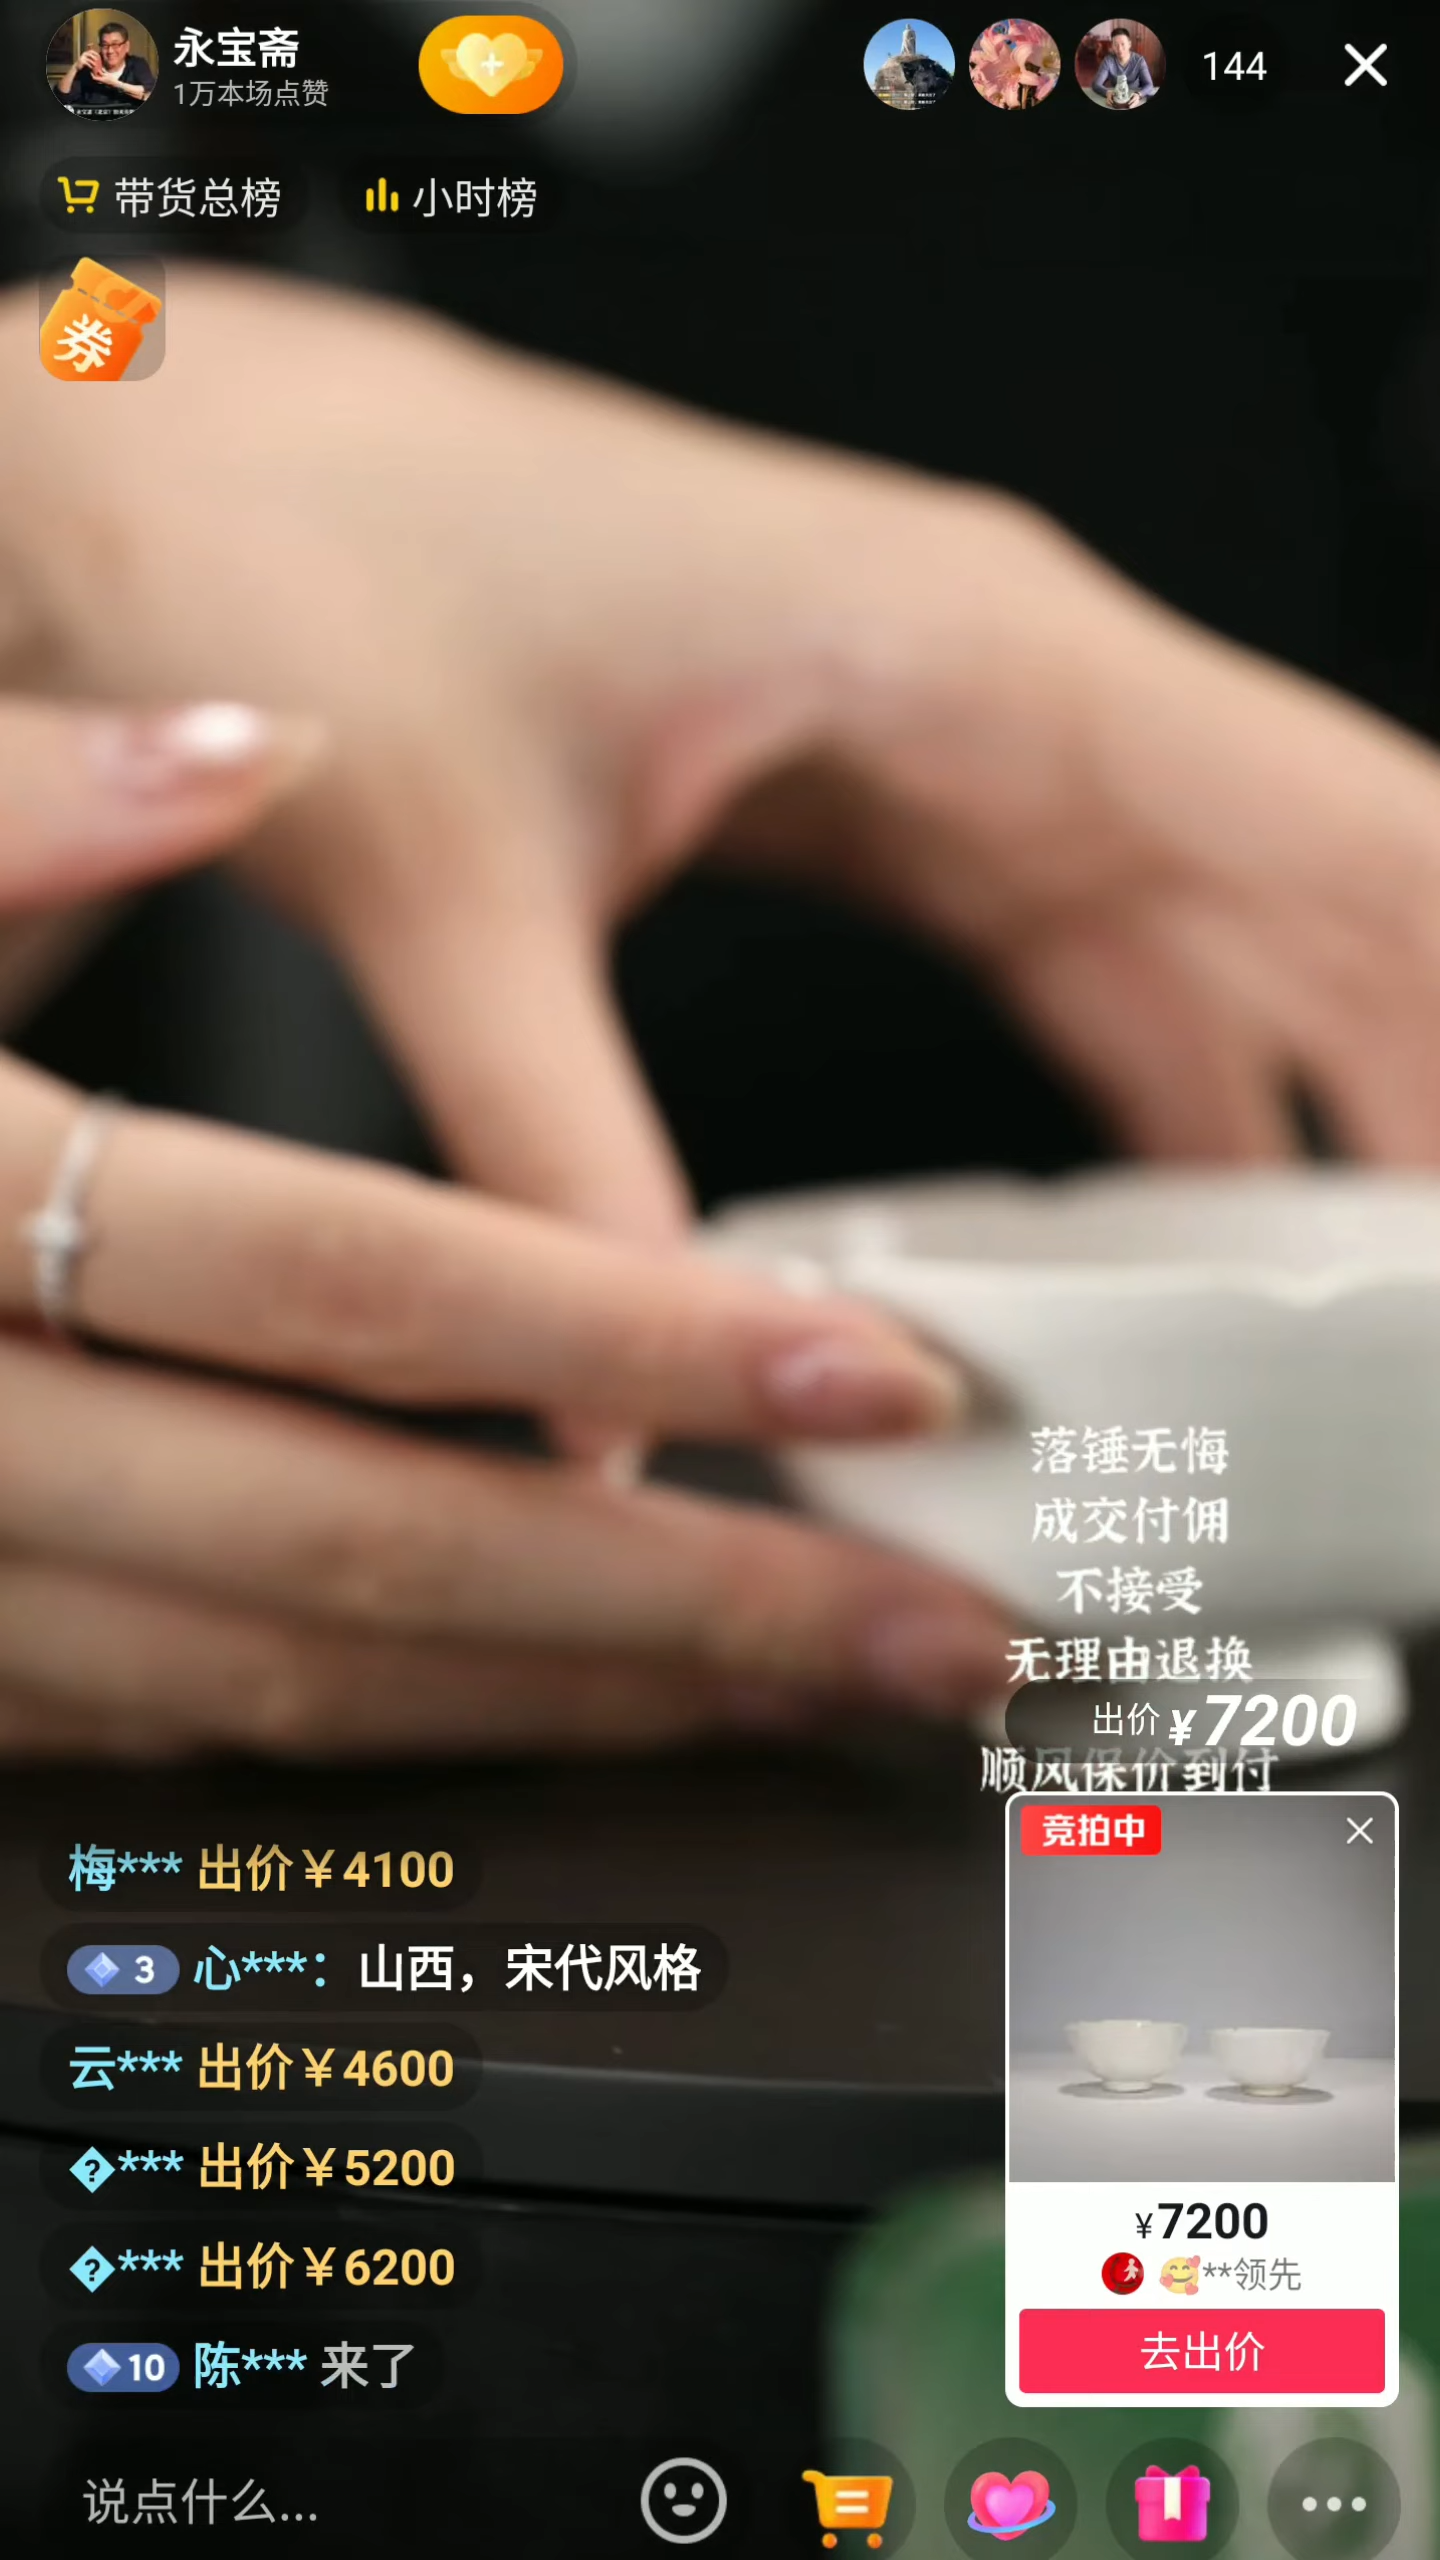 永宝斋
1万本场点赞
144
带货总榜
小时榜
券
落锤无悔
成交付佣
不接受
无理由退换
出价¥7200
顺风保价到付
竞拍中
梅*** 出价￥4100
3 心***：山西，宋代风格
云*** 出价￥4600
*** 出价￥5200
*** 出价￥6200
10 陈*** 来了
¥7200
**领先
去出价
说点什么...